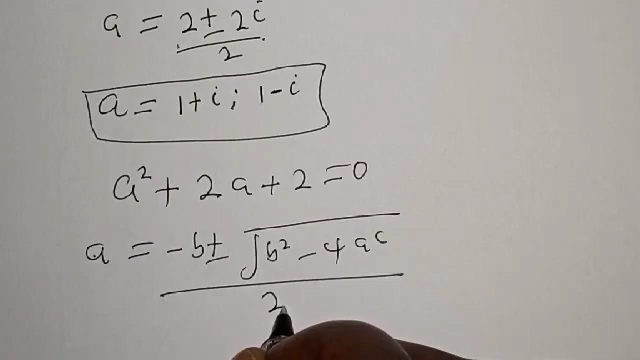 a = 2 ± 2i / 2
a = 1+i ; 1-i
a² + 2a + 2 = 0
a = -b ± √b² - 4ac / 2